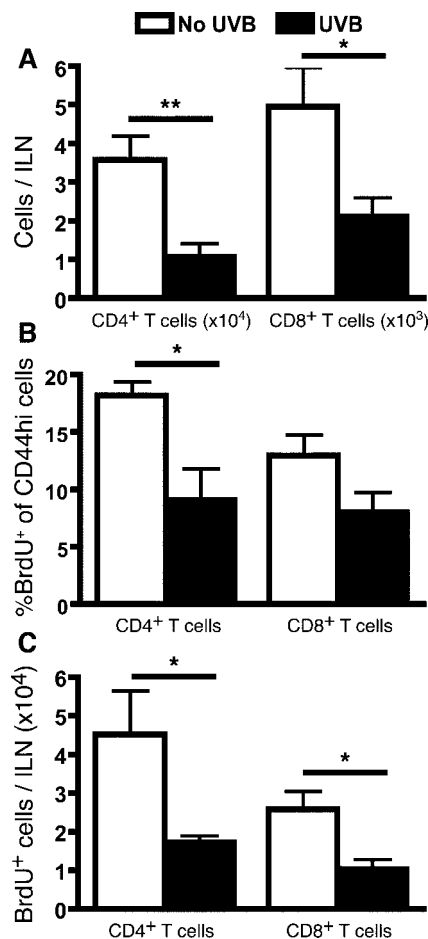 No UVB UVB
A
Cells / ILN
6
5
4
3
2
1
0
**
*
CD4+ T cells (x10⁴) CD8+ T cells (x10³)
B
%BrdU+ of CD44hi cells
20
15
10
5
0
*
CD4+ T cells CD8+ T cells
C
BrdU+ cells / ILN (x10⁴)
6
5
4
3
2
1
0
*
*
CD4+ T cells CD8+ T cells